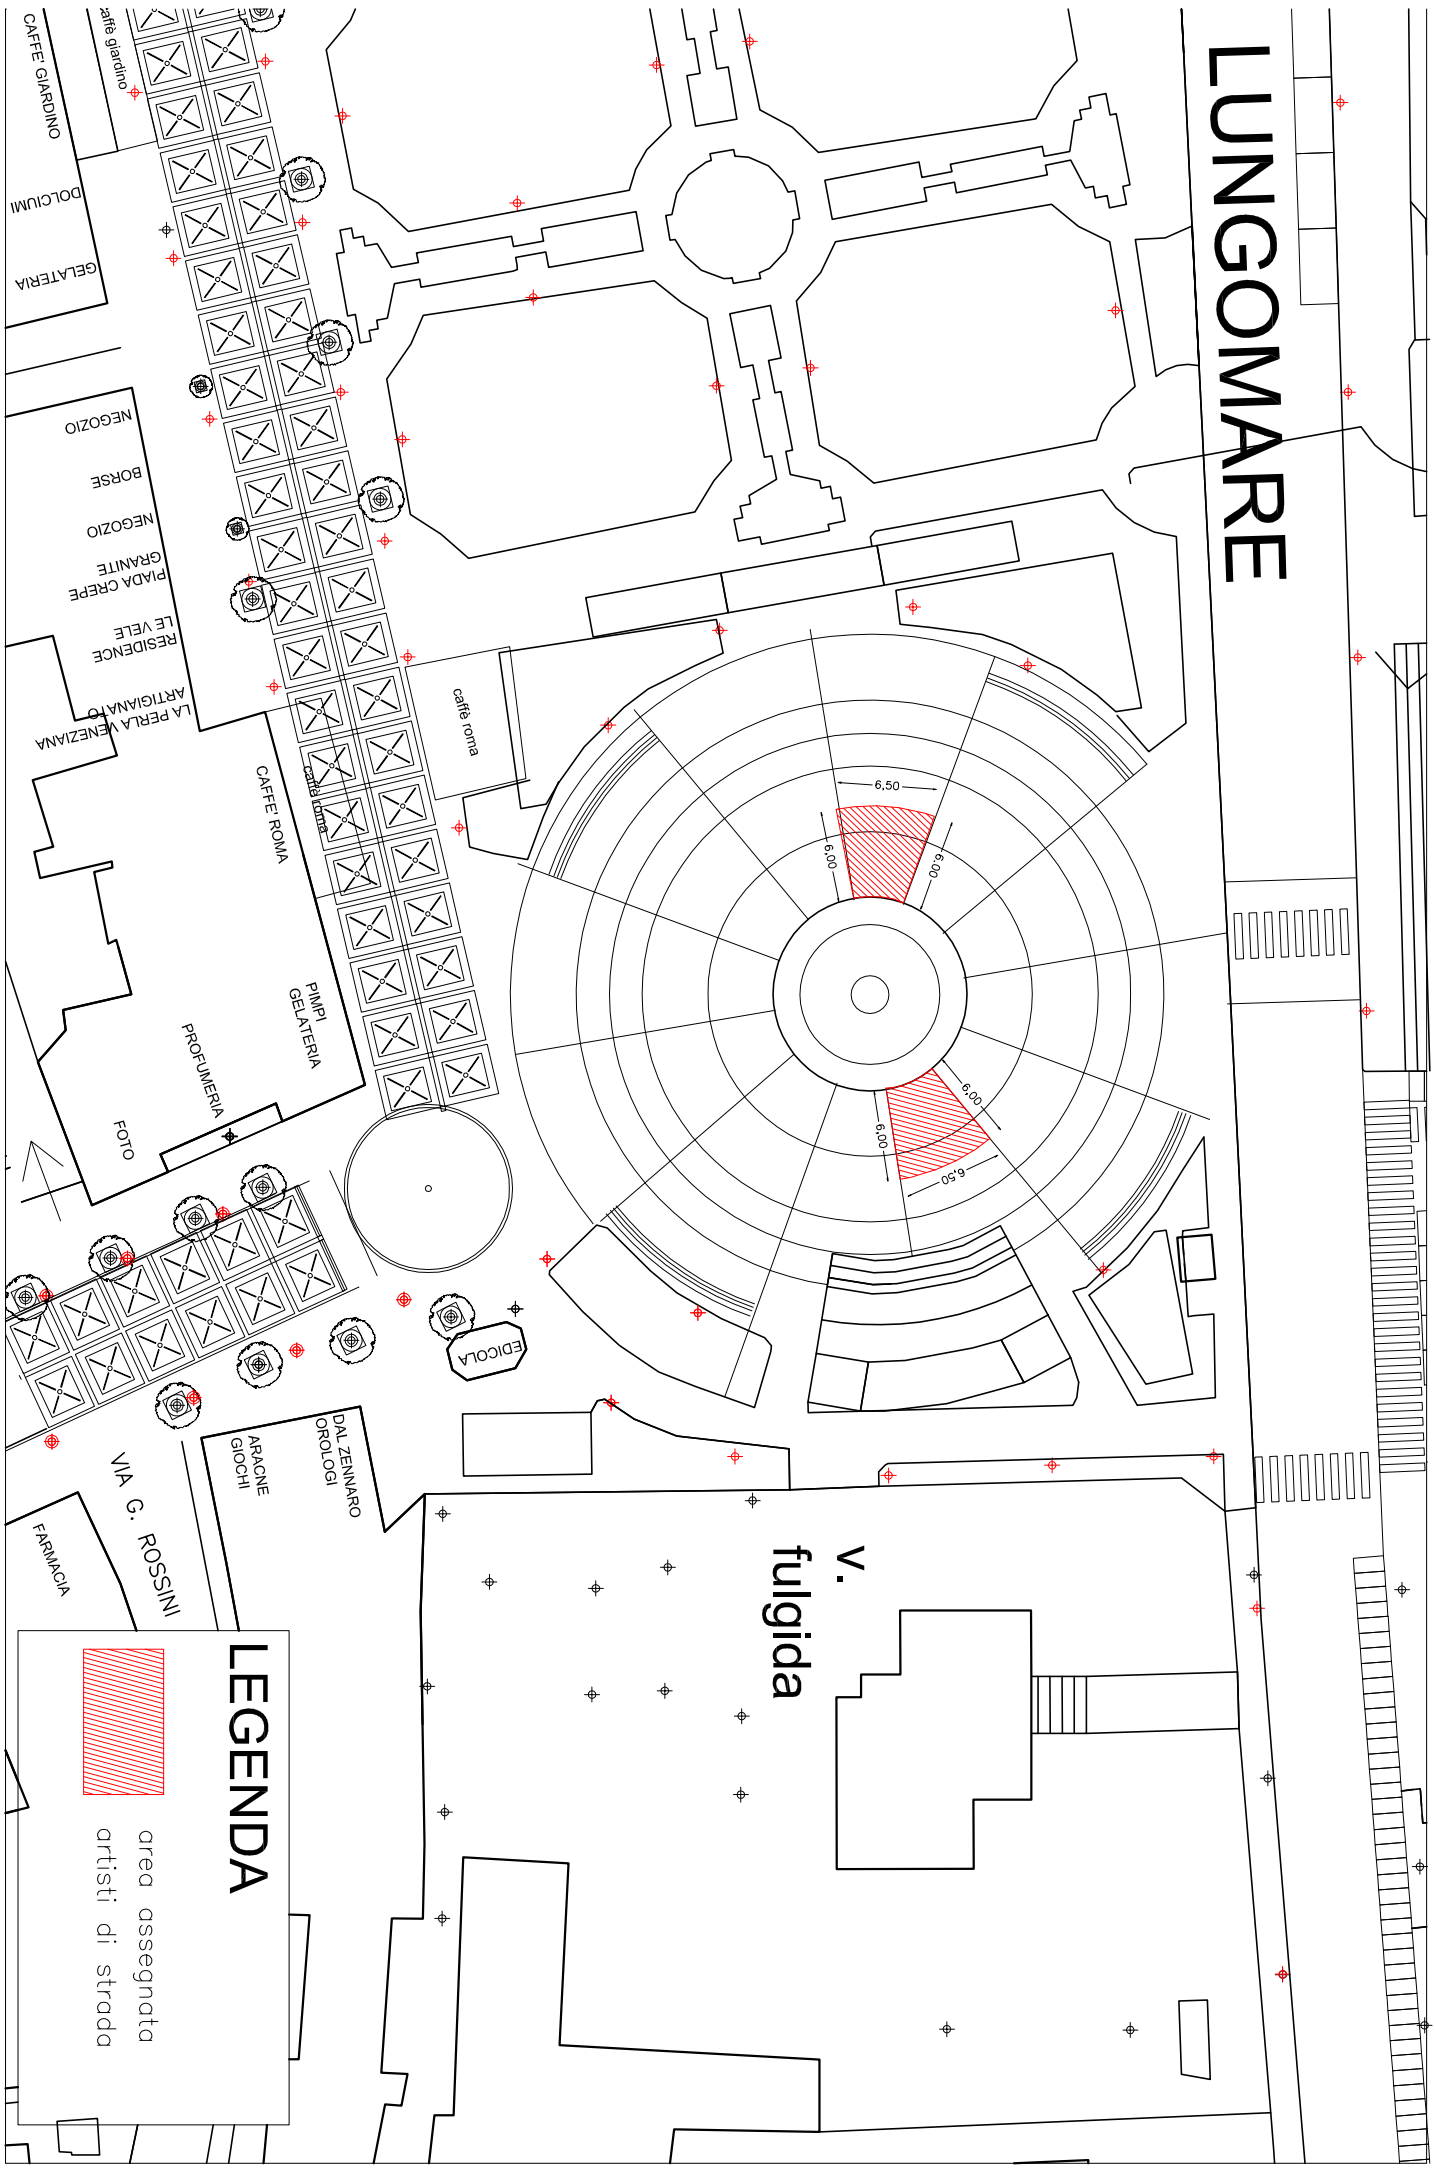 LUNGOMARE
CAFFE' GIARDINO
caffè giardino
DOLCIUMI
GELATERIA
NEGOZIO
BORSE
NEGOZIO
PIADA CREPE
GRANITE
RESIDENCE
LE VELE
LA PERLA VENEZIANA
ARTIGIANATO
caffè roma
caffè roma
CAFFE' ROMA
PIMPI
GELATERIA
PROFUMERIA
FOTO
6,50
6,00
6,00
6,00
6,00
6,50
EDICOLA
DAL ZENNARO
OROLOGI
ARACNE
GIOCHI
VIA G. ROSSINI
FARMACIA
v.
fulgida
LEGENDA
area assegnata
artisti di strada